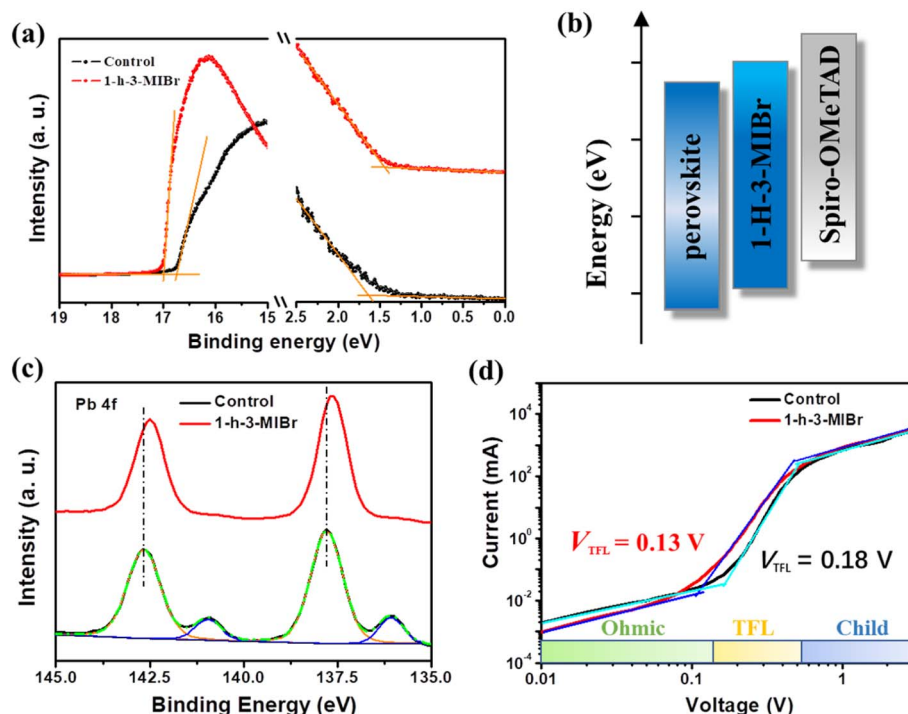 (a)
Control
1-h-3-MIBr
Intensity (a. u.)
19 18 17 16 15 2.5 2.0 1.5 1.0 0.5 0.0
Binding energy (eV)
(b)
Energy (eV)
perovskite
1-H-3-MIBr
Spiro-OMeTAD
(c)
Pb 4f
Control
1-h-3-MIBr
Intensity (a. u.)
145.0 142.5 140.0 137.5 135.0
Binding Energy (eV)
(d)
Control
1-h-3-MIBr
Current (mA)
10^4
10^2
10^0
10^-2
10^-4
V_TFL = 0.13 V
V_TFL = 0.18 V
Ohmic TFL Child
0.01 0.1 1
Voltage (V)